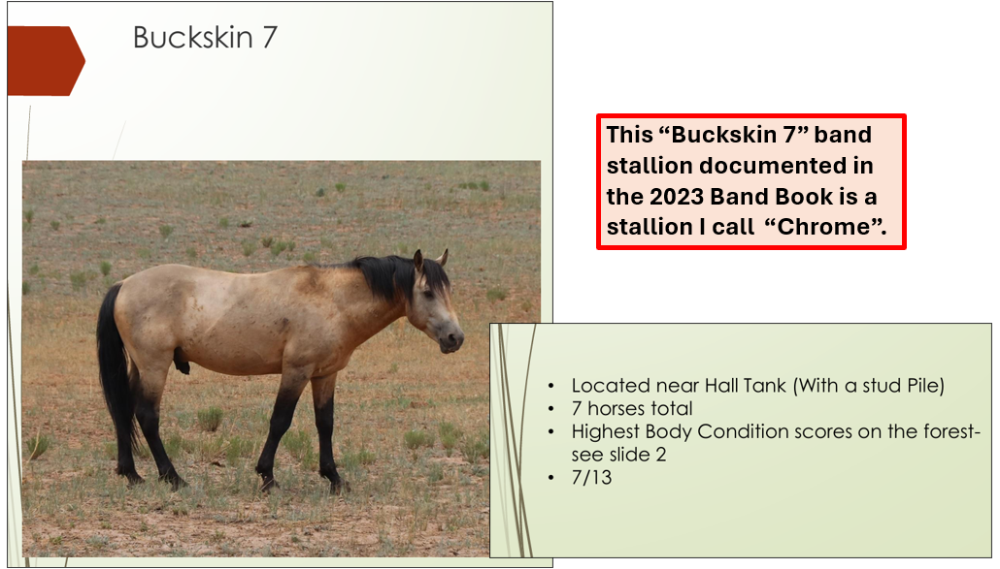 Buckskin 7
This “Buckskin 7” band
stallion documented in
the 2023 Band Book is a
stallion I call “Chrome”.
• Located near Hall Tank (With a stud Pile)
• 7 horses total
• Highest Body Condition scores on the forest-
see slide 2
• 7/13